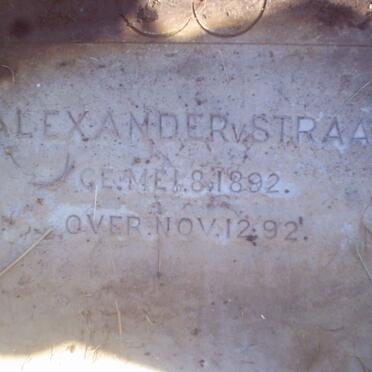 ALEXANDER v STRAA
GE. MEI. 8. 1892.
OVER. NOV. 12. 92.